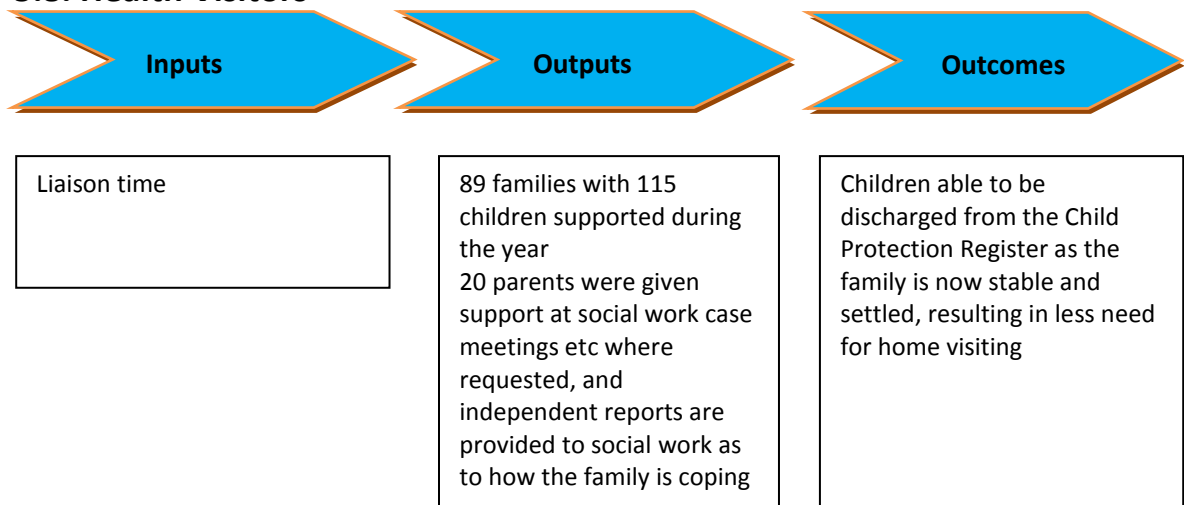 Inputs
Outputs
Outcomes
Liaison time
89 families with 115
children supported during
the year
20 parents were given
support at social work case
meetings etc where
requested, and
independent reports are
provided to social work as
to how the family is coping
Children able to be
discharged from the Child
Protection Register as the
family is now stable and
settled, resulting in less need
for home visiting